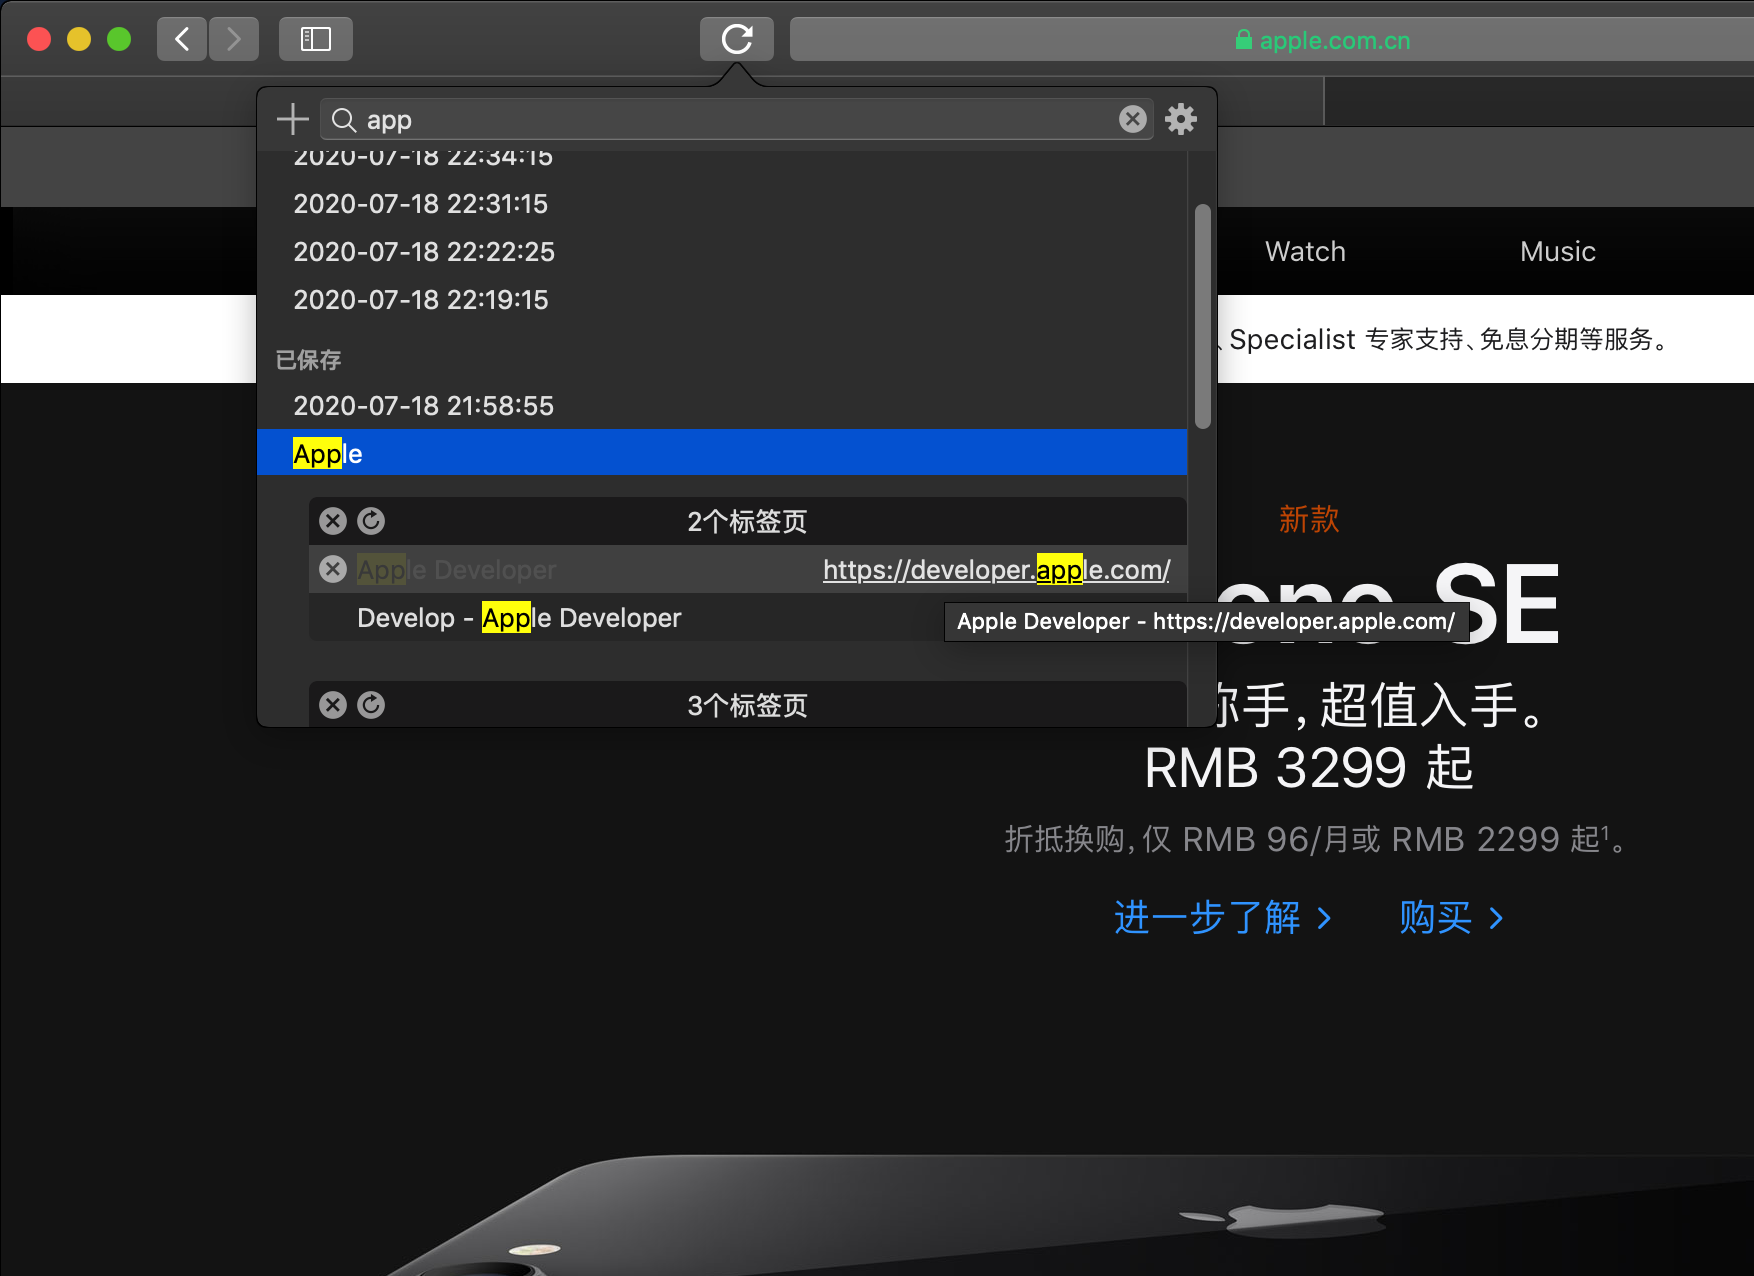 apple.com.cn
app
2020-07-18 22:34:15
2020-07-18 22:31:15
2020-07-18 22:22:25
2020-07-18 22:19:15
已保存
2020-07-18 21:58:55
Apple
2个标签页
Apple Developer https://developer.apple.com/
Develop - Apple Developer
Apple Developer - https://developer.apple.com/
3个标签页
Watch Music
、Specialist 专家支持、免息分期等服务。
新款
SE
手，超值入手。
RMB 3299 起
折抵换购，仅 RMB 96/月或 RMB 2299 起¹。
进一步了解 > 购买 >